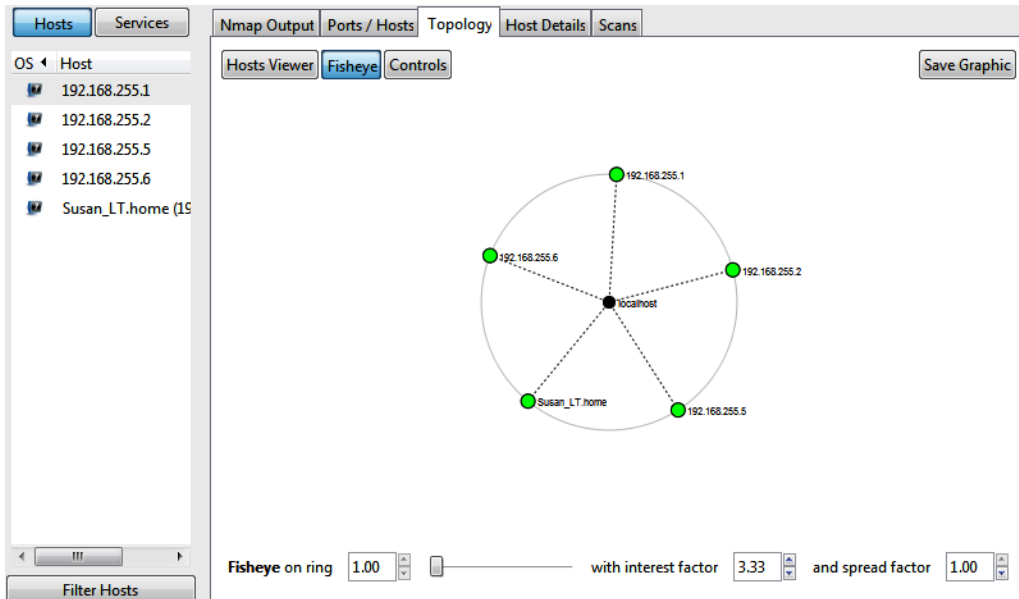 Hosts Services Nmap Output Ports / Hosts Topology Host Details Scans
OS Host Hosts Viewer Fisheye Controls Save Graphic
192.168.255.1
192.168.255.2
192.168.255.5
192.168.255.6
Susan_LT.home (19
192.168.255.1
192.168.255.6
192.168.255.2
localhost
Susan_LT.home
192.168.255.5
Fisheye on ring 1.00 with interest factor 3.33 and spread factor 1.00
Filter Hosts